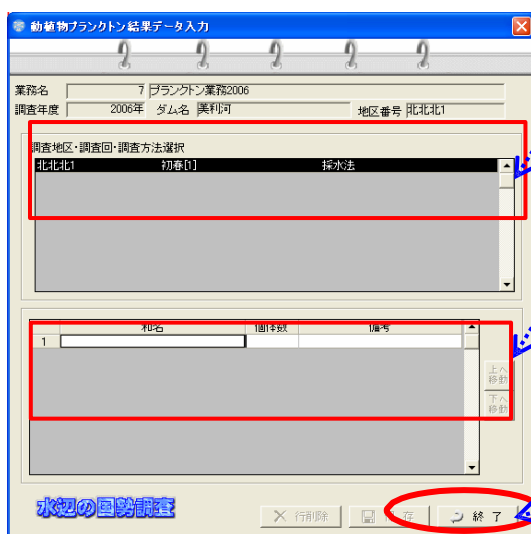 動植物プランクトン結果データ入力
業務名 7 プランクトン業務2006
調査年度 2006年 ダム名 美利河 地区番号 北北北1
調査地区・調査回・調査方法選択
北北北1 初春[1] 採水法
和名 個体数 備考
1
上へ移動
下へ移動
水辺の国勢調査
行削除 存 終了